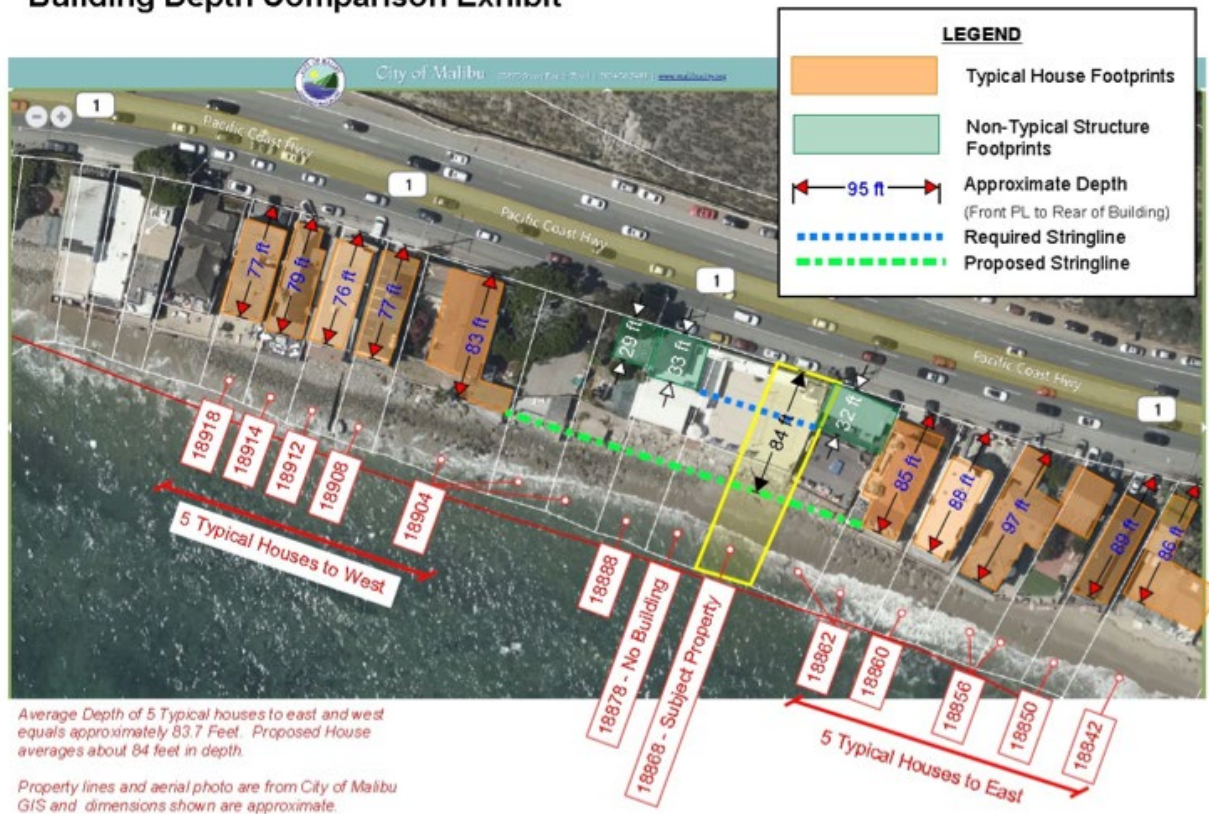 Building Depth Comparison Exhibit
LEGEND
Typical House Footprints
Non-Typical Structure
Footprints
95 ft
Approximate Depth
(Front PL to Rear of Building)
Required Stringline
Proposed Stringline
City of Malibu
1
Pacific Coast Hwy
1
Pacific Coast Hwy
1
Pacific Coast Hwy
1
77 ft
79 ft
76 ft
77 ft
83 ft
29 ft
33 ft
84 ft
32 ft
85 ft
88 ft
97 ft
89 ft
86 ft
18918
18914
18912
18908
18904
5 Typical Houses to West
18888
18878 - No Building
18868 - Subject Property
18862
18860
18856
18850
18842
5 Typical Houses to East
Average Depth of 5 Typical houses to east and west
equals approximately 83.7 Feet. Proposed House
averages about 84 feet in depth.
Property lines and aerial photo are from City of Malibu
GIS and dimensions shown are approximate.